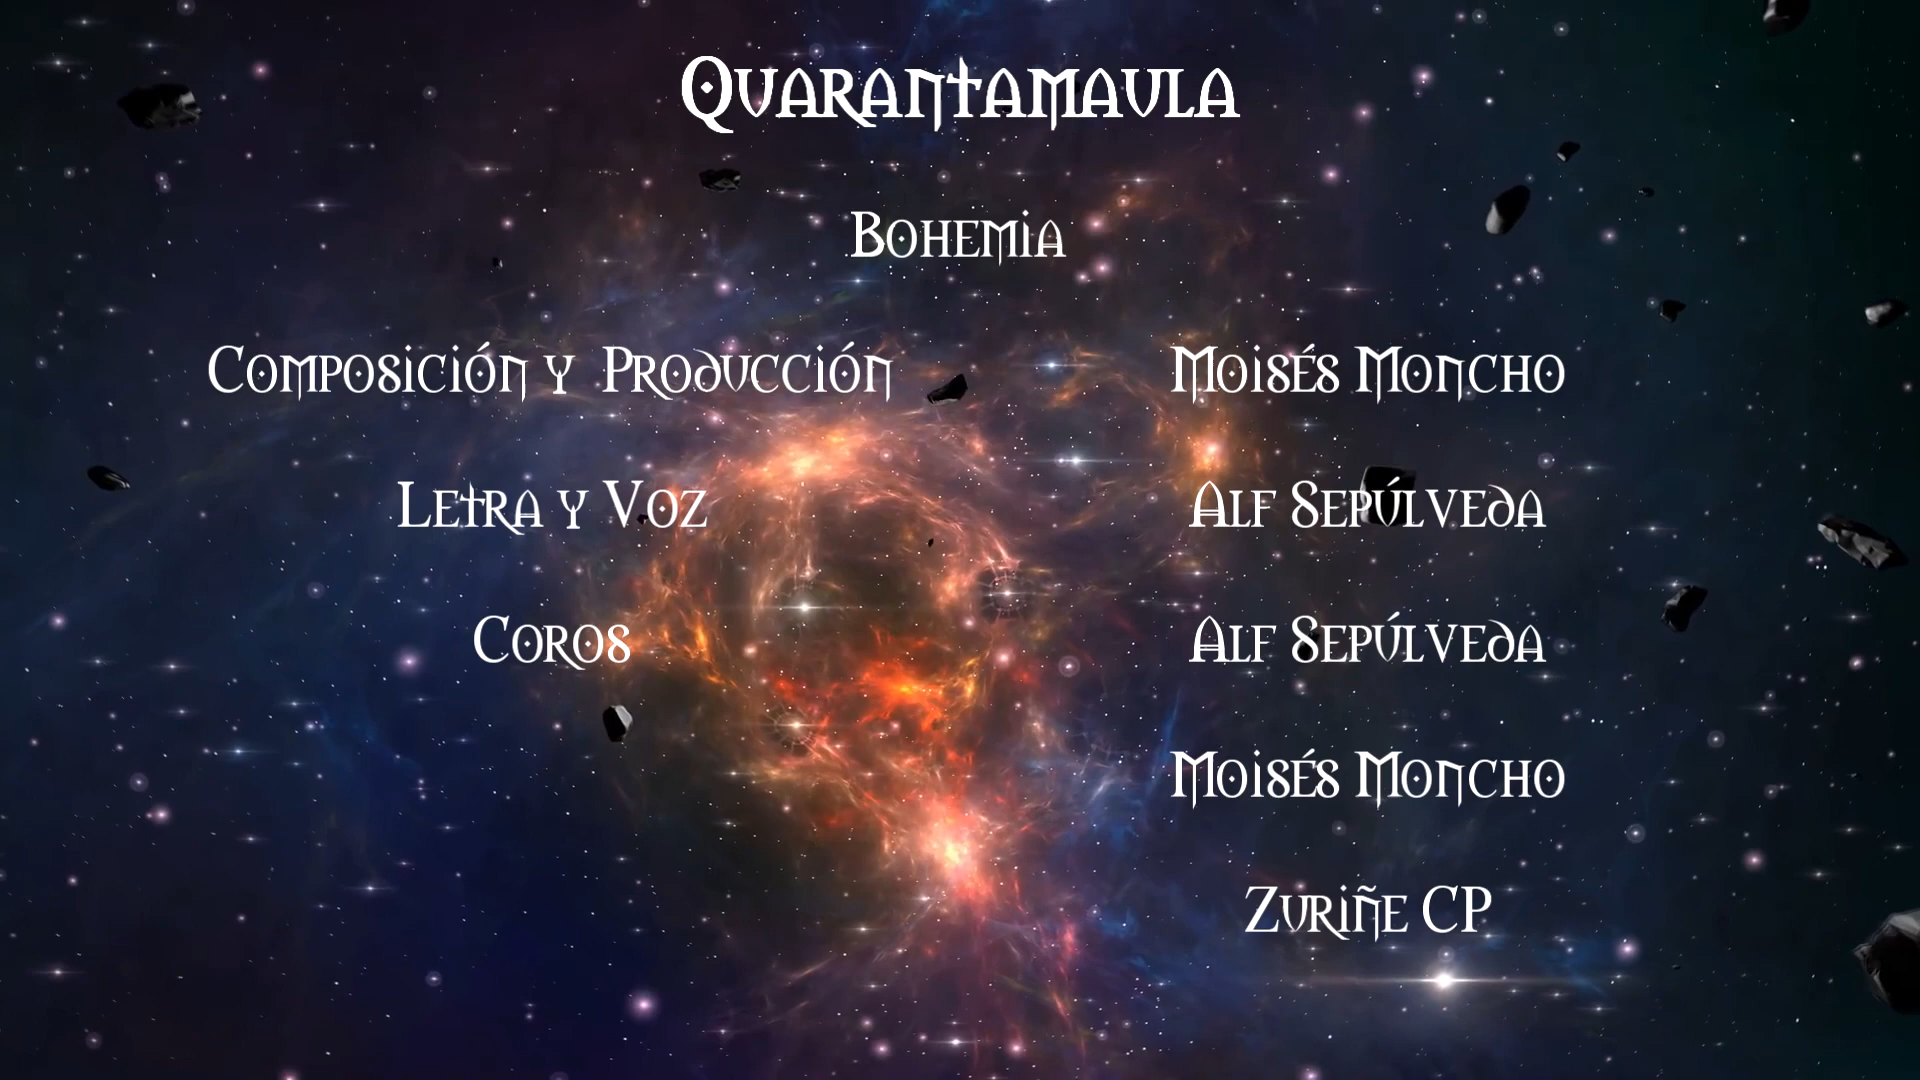 Quarantamaula
Bohemia
Composición y Producción Moisés Moncho
Letra y Voz Alf Sepúlveda
Coros Alf Sepúlveda
Moisés Moncho
Zuriñe CP